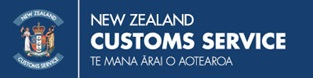 NEW ZEALAND
CUSTOMS SERVICE
TE MANA ĀRAI O AOTEAROA